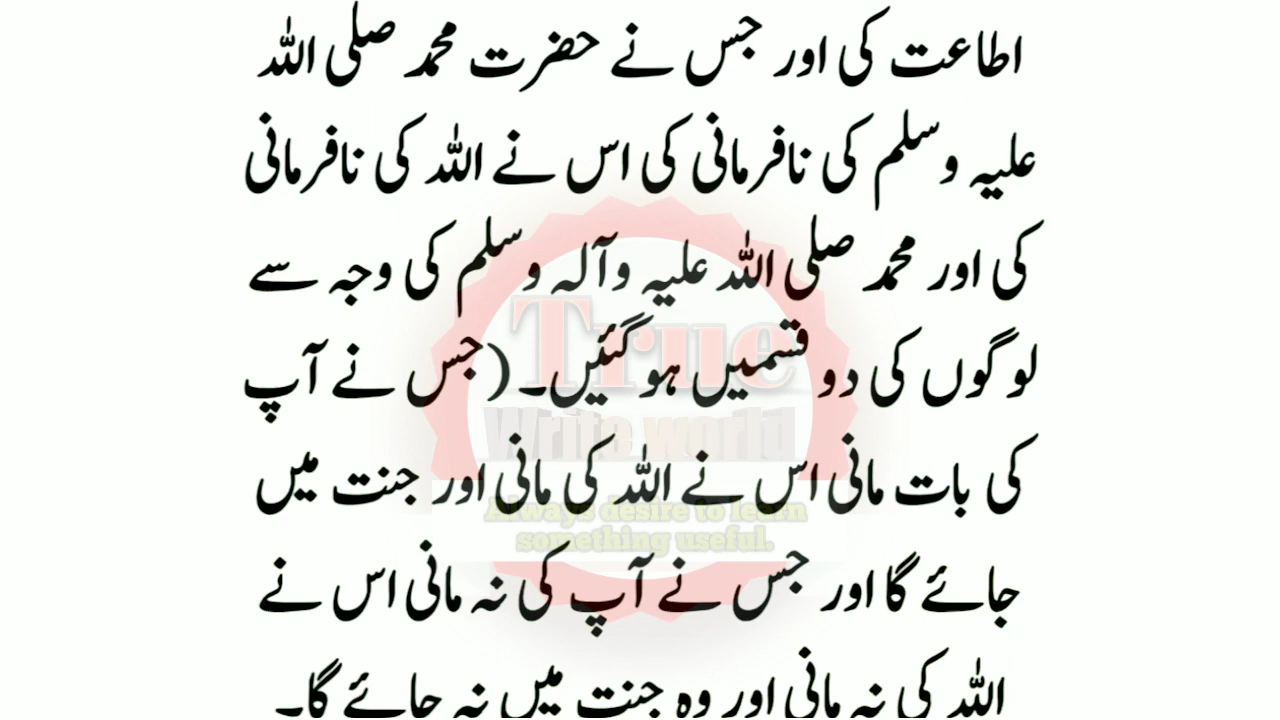 اطاعت کی اور جس نے حضرت محمد صلی اللہ
علیہ وسلم کی نافرمانی کی اس نے اللہ کی نافرمانی
کی اور محمد صلی اللہ علیہ وآلہ وسلم کی وجہ سے
لوگوں کی دو قسمیں ہوگئیں۔ (جس نے آپ
True
Write world
کی بات مانی اس نے اللہ کی مانی اور جنت میں
Always desire to learn
something useful.
جائے گا اور جس نے آپ کی نہ مانی اس نے
اللہ کی نہ مانی اور وہ جنت میں نہ جائے گا۔